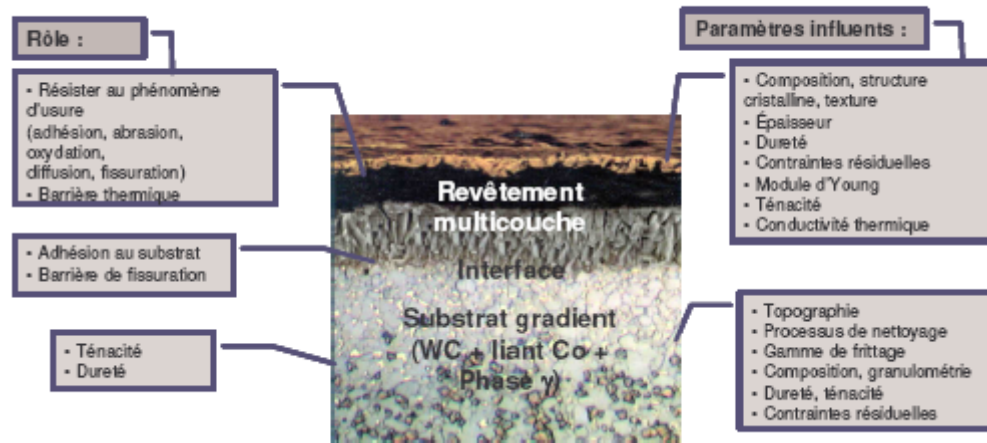 Rôle :
▪ Résister au phénomène
d'usure
(adhésion, abrasion,
oxydation,
diffusion, fissuration)
▪ Barrière thermique
▪ Adhésion au substrat
▪ Barrière de fissuration
▪ Ténacité
▪ Dureté
Revêtement
multicouche
Interface
Substrat gradient
(WC + liant Co +
Phase γ)
Paramètres influents :
▪ Composition, structure
cristalline, texture
▪ Épaisseur
▪ Dureté
▪ Contraintes résiduelles
▪ Module d'Young
▪ Ténacité
▪ Conductivité thermique
▪ Topographie
▪ Processus de nettoyage
▪ Gamme de frittage
▪ Composition, granulométrie
▪ Dureté, ténacité
▪ Contraintes résiduelles